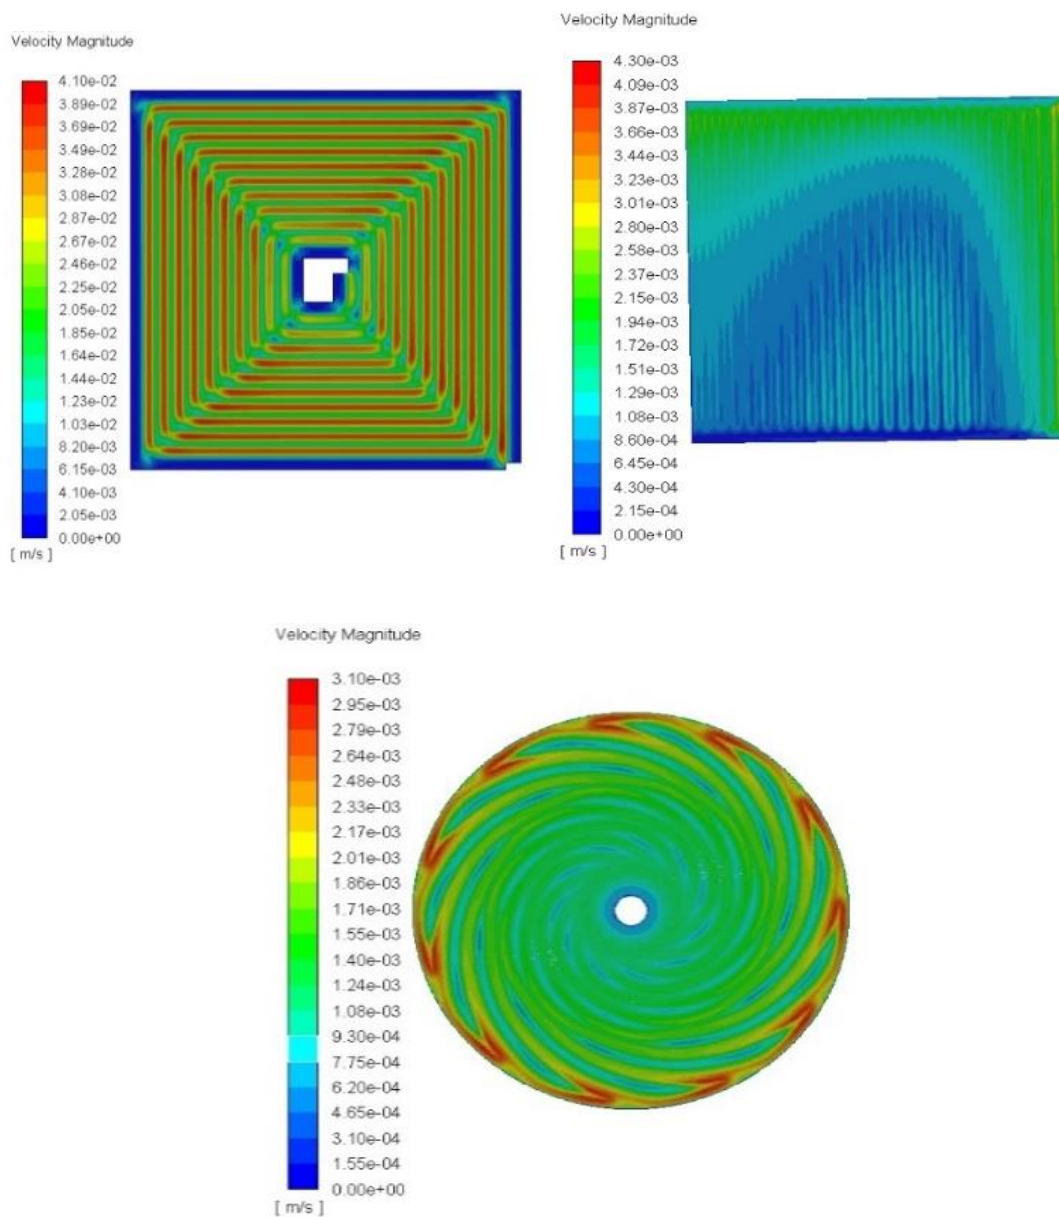 Velocity Magnitude
4.10e-02
3.89e-02
3.69e-02
3.49e-02
3.28e-02
3.08e-02
2.87e-02
2.67e-02
2.46e-02
2.25e-02
2.05e-02
1.85e-02
1.64e-02
1.44e-02
1.23e-02
1.03e-02
8.20e-03
6.15e-03
4.10e-03
2.05e-03
0.00e+00
[ m/s ]
Velocity Magnitude
4.30e-03
4.09e-03
3.87e-03
3.66e-03
3.44e-03
3.23e-03
3.01e-03
2.80e-03
2.58e-03
2.37e-03
2.15e-03
1.94e-03
1.72e-03
1.51e-03
1.29e-03
1.08e-03
8.60e-04
6.45e-04
4.30e-04
2.15e-04
0.00e+00
[ m/s ]
Velocity Magnitude
3.10e-03
2.95e-03
2.79e-03
2.64e-03
2.48e-03
2.33e-03
2.17e-03
2.01e-03
1.86e-03
1.71e-03
1.55e-03
1.40e-03
1.24e-03
1.08e-03
9.30e-04
7.75e-04
6.20e-04
4.65e-04
3.10e-04
1.55e-04
0.00e+00
[ m/s ]